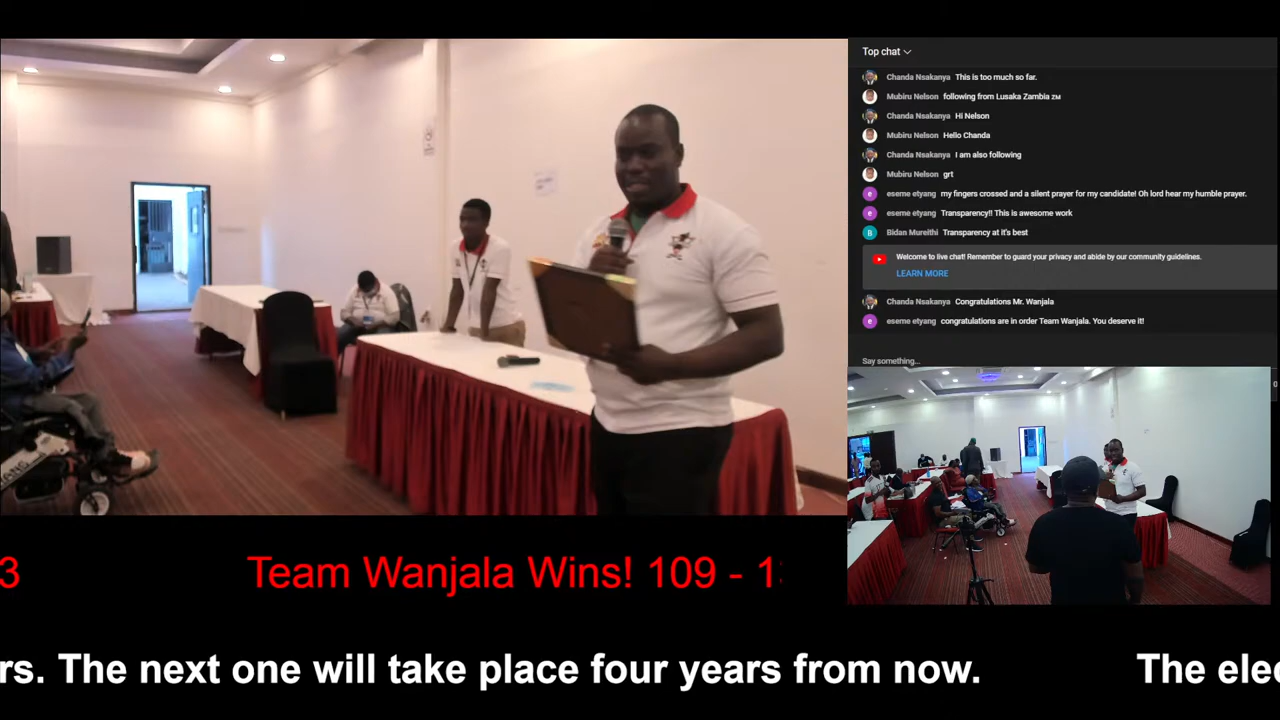 Top chat
Chanda Nsakanya This is too much so far.
Mubiru Nelson following from Lusaka Zambia ZM
Chanda Nsakanya Hi Nelson
Mubiru Nelson Hello Chanda
Chanda Nsakanya I am also following
Mubiru Nelson grt
e eseme etyang my fingers crossed and a silent prayer for my candidate! Oh lord hear my humble prayer.
e eseme etyang Transparency!! This is awesome work
B Bidan Mureithi Transparency at it's best
Welcome to live chat! Remember to guard your privacy and abide by our community guidelines.
LEARN MORE
Chanda Nsakanya Congratulations Mr. Wanjala
e eseme etyang congratulations are in order Team Wanjala. You deserve it!
Say something...
0
3 Team Wanjala Wins! 109 - 1
rs. The next one will take place four years from now. The elec